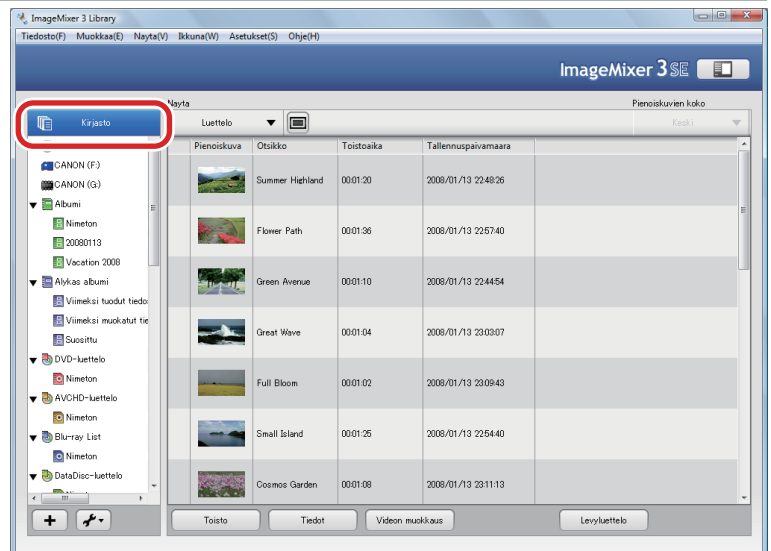 ImageMixer 3 Library
Tiedosto(F) Muokkaa(E) Nayta(V) Ikkuna(W) Asetukset(S) Ohje(H)
ImageMixer 3 SE
Nayta Pienoiskuvien koko
Kirjasto Luettelo Keski
Pienoiskuva Otsikko Toistoaika Tallennuspaivamaara
CANON (F:)
CANON (G:)
Albumi
Nimeton
20080113
Vacation 2008
Alykas albumi
Viimeksi tuodut tiedo
Viimeksi muokatut tie
Suosittu
DVD-luettelo
Nimeton
AVCHD-luettelo
Nimeton
Blu-ray List
Nimeton
DataDisc-luettelo
Summer Highland 00:01:20 2008/01/13 22:48:26
Flower Path 00:01:36 2008/01/13 22:57:40
Green Avenue 00:01:10 2008/01/13 22:44:54
Great Wave 00:01:04 2008/01/13 23:03:07
Full Bloom 00:01:02 2008/01/13 23:09:43
Small Island 00:01:25 2008/01/13 22:54:40
Cosmos Garden 00:01:08 2008/01/13 23:11:13
Toisto Tiedot Videon muokkaus Levyluettelo